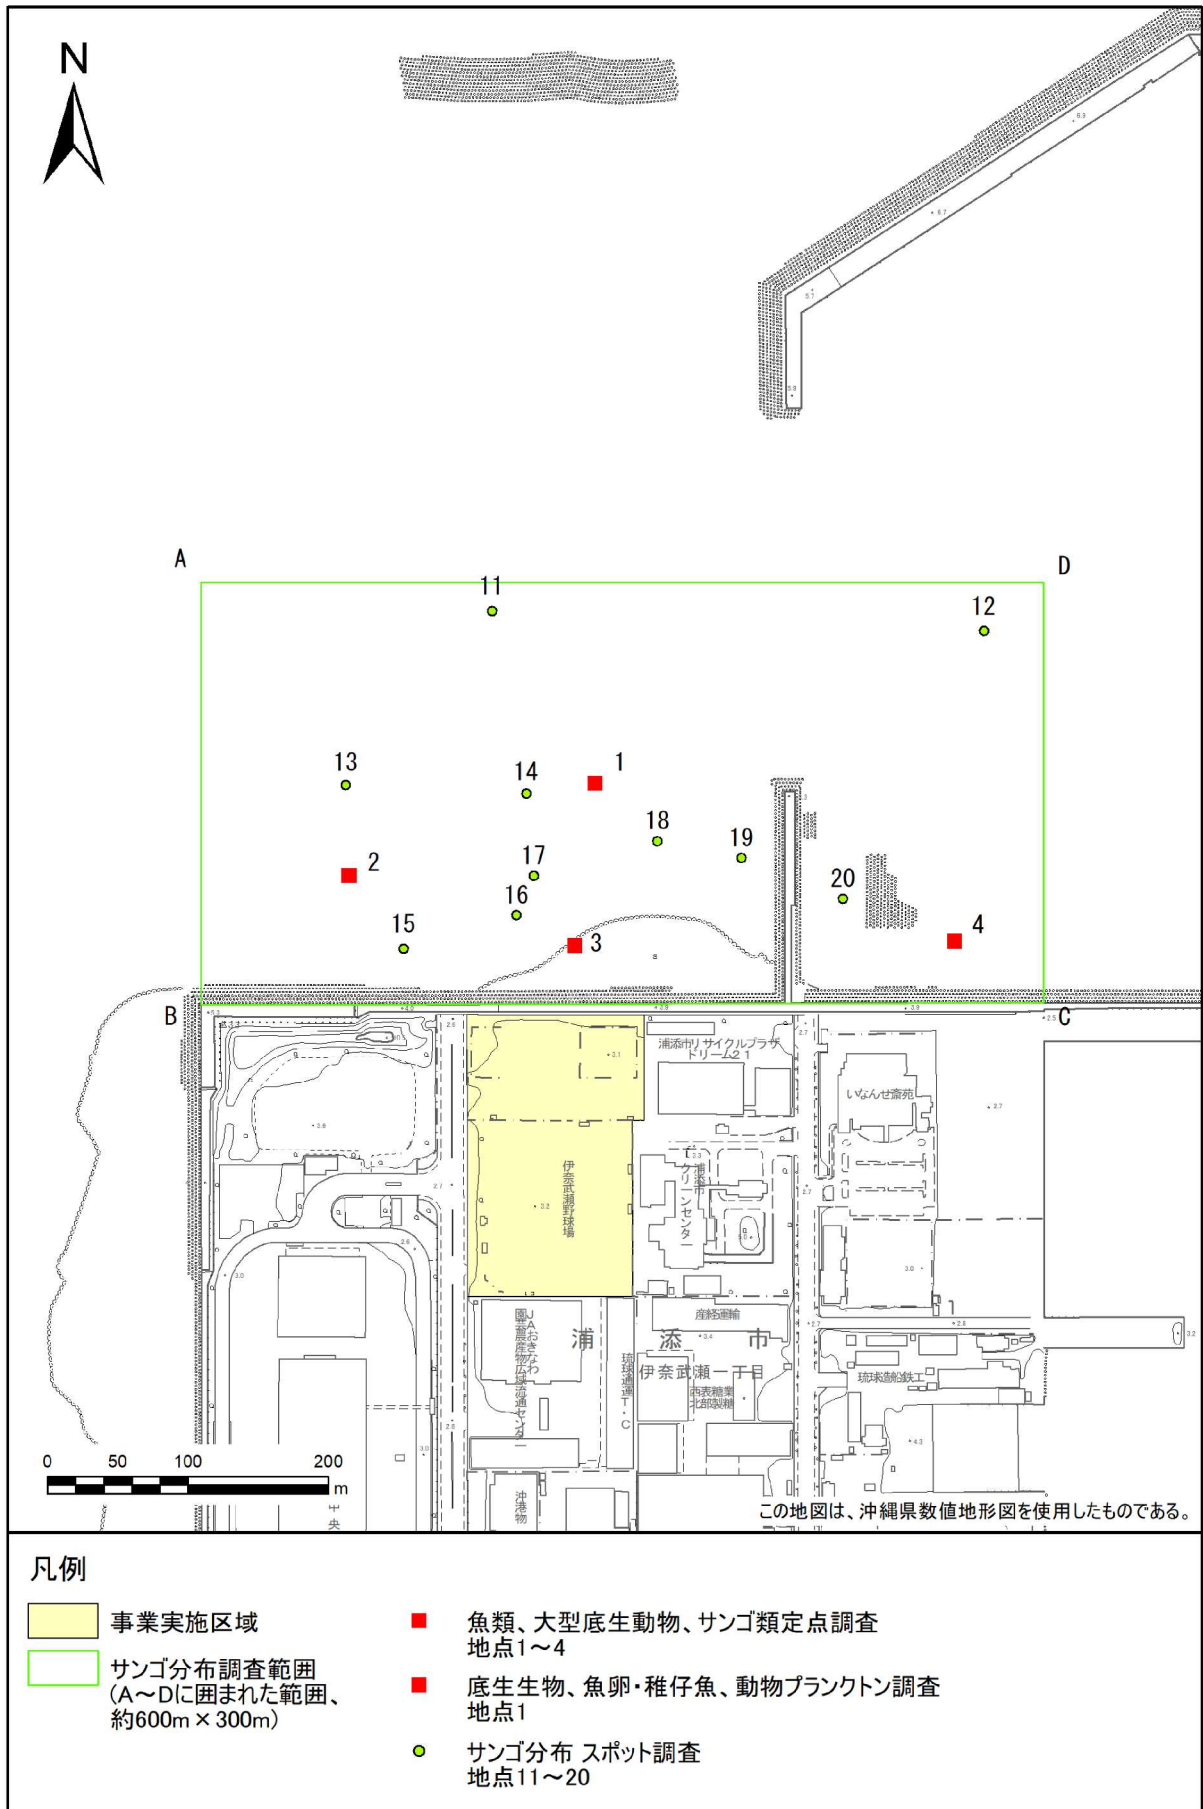 N
A
D
11
12
13
14
1
18
19
17
2
16
20
15
3
4
B
C
浦添市リサイクルプラザ
ドリーム21
いなんせ斎苑
伊奈武瀬野球場
浦添市
クリーンセンター
産経運輸
浦添市
伊奈武瀬一丁目
JAおきなわ
園芸農産物広域流通センター
琉球通運T・C
西表糖業
北部製糖
琉球造船鉄工
沖港物
中央
0 50 100 200
m
この地図は、沖縄県数値地形図を使用したものである。
凡例
事業実施区域
サンゴ分布調査範囲
(A～Dに囲まれた範囲、
約600m×300m)
魚類、大型底生動物、サンゴ類定点調査
地点1～4
底生生物、魚卵・稚仔魚、動物プランクトン調査
地点1
サンゴ分布 スポット調査
地点11～20